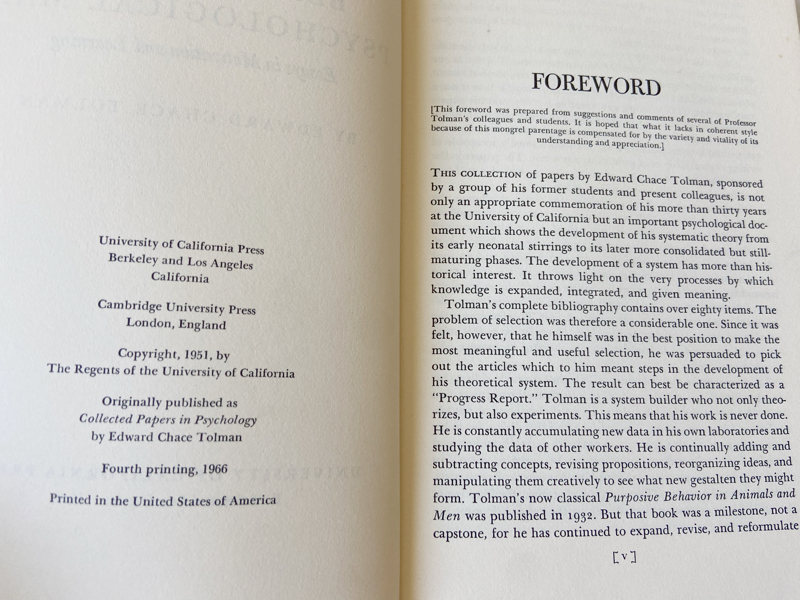 University of California Press
Berkeley and Los Angeles
California
Cambridge University Press
London, England
Copyright, 1951, by
The Regents of the University of California
Originally published as
Collected Papers in Psychology
by Edward Chace Tolman
Fourth printing, 1966
Printed in the United States of America
FOREWORD
[This foreword was prepared from suggestions and comments of several of Professor
Tolman's colleagues and students. It is hoped that what it lacks in coherent style
because of this mongrel parentage is compensated for by the variety and vitality of its
understanding and appreciation.]
THIS COLLECTION of papers by Edward Chace Tolman, sponsored
by a group of his former students and present colleagues, is not
only an appropriate commemoration of his more than thirty years
at the University of California but an important psychological doc-
ument which shows the development of his systematic theory from
its early neonatal stirrings to its later more consolidated but still-
maturing phases. The development of a system has more than his-
torical interest. It throws light on the very processes by which
knowledge is expanded, integrated, and given meaning.
Tolman's complete bibliography contains over eighty items. The
problem of selection was therefore a considerable one. Since it was
felt, however, that he himself was in the best position to make the
most meaningful and useful selection, he was persuaded to pick
out the articles which to him meant steps in the development of
his theoretical system. The result can best be characterized as a
"Progress Report." Tolman is a system builder who not only theo-
rizes, but also experiments. This means that his work is never done.
He is constantly accumulating new data in his own laboratories and
studying the data of other workers. He is continually adding and
subtracting concepts, revising propositions, reorganizing ideas, and
manipulating them creatively to see what new gestalten they might
form. Tolman's now classical Purposive Behavior in Animals and
Men was published in 1932. But that book was a milestone, not a
capstone, for he has continued to expand, revise, and reformulate
[ v ]